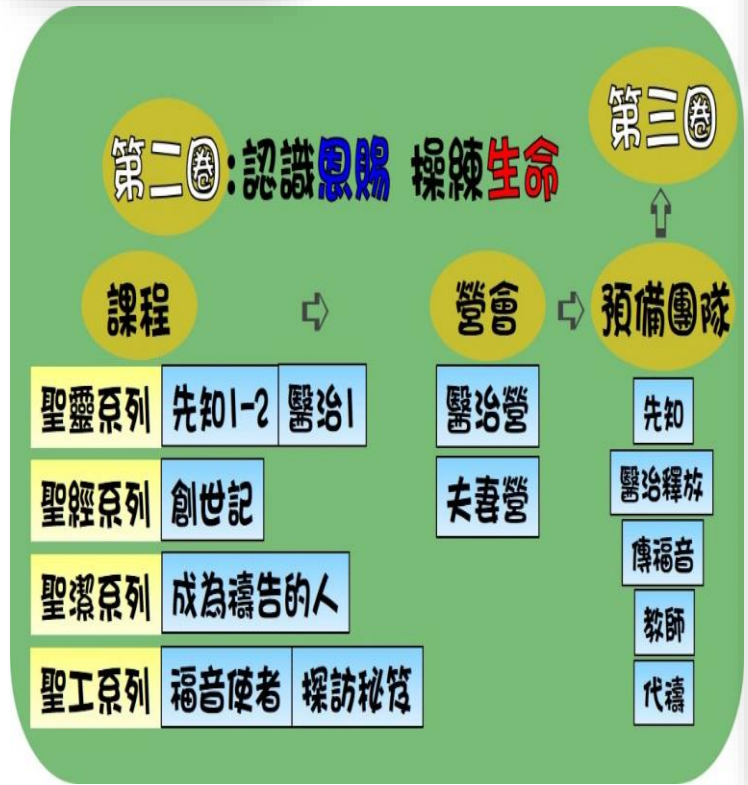 第三圈
第二圈:認識恩賜 操練生命
課程 營會 預備團隊
聖靈系列 先知1-2 醫治1 醫治營 先知
聖經系列 創世記 夫妻營 醫治釋放
傳福音
聖潔系列 成為禱告的人 教師
聖工系列 福音使者 探訪秘笈 代禱